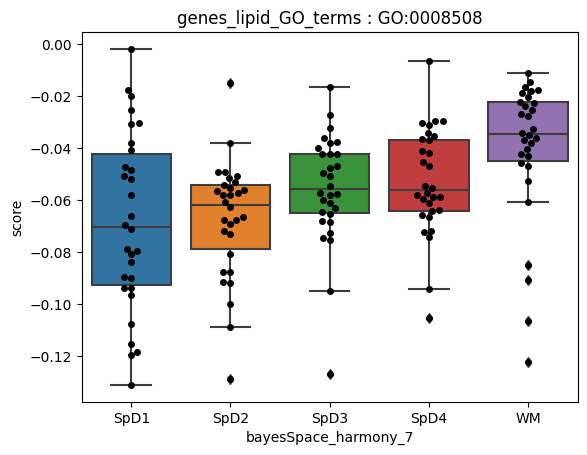 genes_lipid_GO_terms : GO:0008508
0.00
−0.02
−0.04
−0.06
−0.08
−0.10
−0.12
score
SpD1 SpD2 SpD3 SpD4 WM
bayesSpace_harmony_7